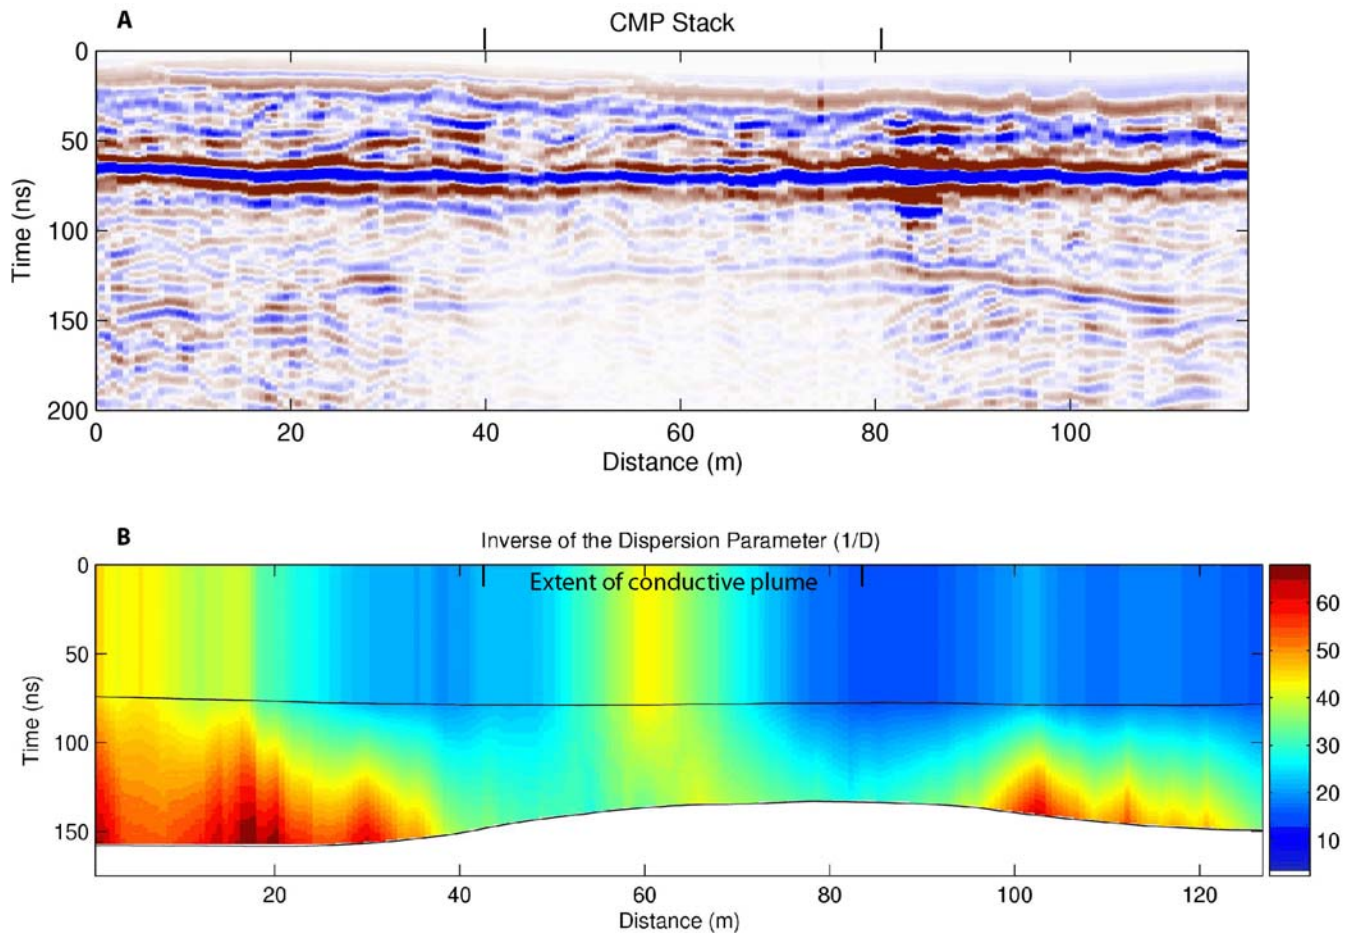 A
CMP Stack
0
50
100
150
200
Time (ns)
0 20 40 60 80 100
Distance (m)
B
Inverse of the Dispersion Parameter (1/D)
Extent of conductive plume
0
50
100
150
Time (ns)
20 40 60 80 100 120
Distance (m)
60
50
40
30
20
10